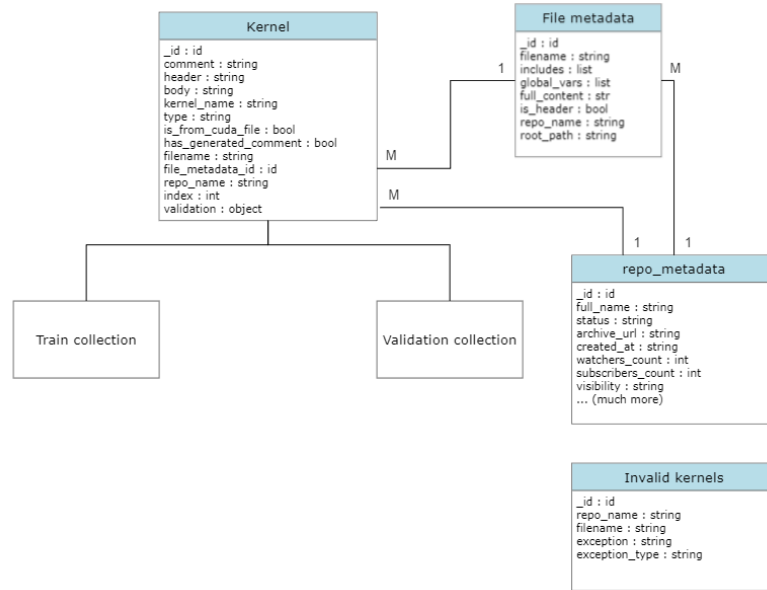 Kernel
_id : id
comment : string
header : string
body : string
kernel_name : string
type : string
is_from_cuda_file : bool
has_generated_comment : bool
filename : string
file_metadata_id : id
repo_name : string
index : int
validation : object
File metadata
_id : id
filename : string
includes : list
global_vars : list
full_content : str
is_header : bool
repo_name : string
root_path : string
1
M
M
M
1
1
repo_metadata
_id : id
full_name : string
status : string
archive_url : string
created_at : string
watchers_count : int
subscribers_count : int
visibility : string
... (much more)
Train collection
Validation collection
Invalid kernels
_id : id
repo_name : string
filename : string
exception : string
exception_type : string